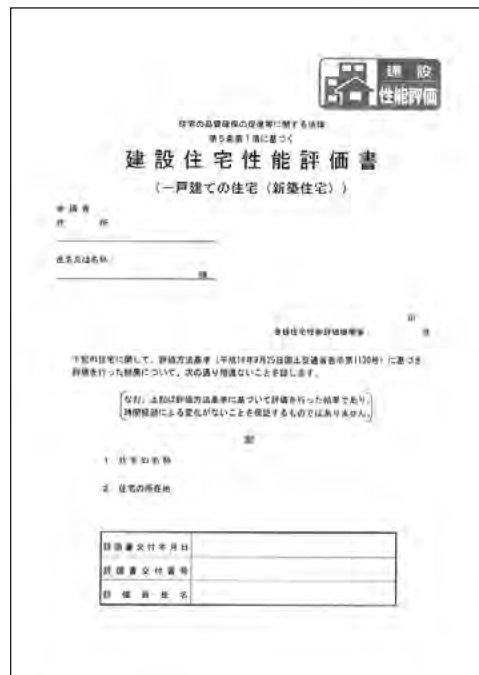 建設
性能評価
住宅の品質確保の促進等に関する法律
第5条第1項に基づく
建設住宅性能評価書
（一戸建ての住宅（新築住宅））
申請者
住所
氏名又は名称
様
印
登録住宅性能評価機関等
下記の住宅に関して、評価方法基準（平成18年9月25日国土交通省告示第1130号）に基づき
評価を行った結果について、次の通り相違ないことを証します。
なお、上記は評価方法基準に基づいて評価を行った結果であり、
時間経過による変化がないことを保証するものではありません。
記
1. 住宅の名称
2. 住宅の所在地
評価書交付年月日
評価書交付番号
評価員氏名